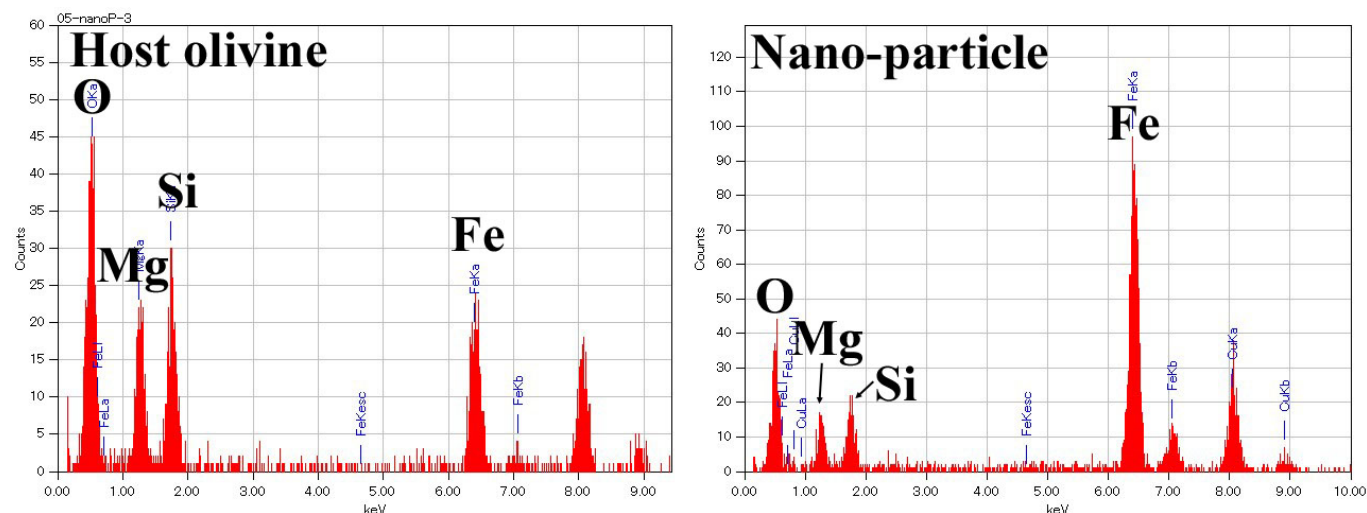 05-nanoP-3
Host olivine
60
55
50
45
40
35
30
25
20
15
10
5
0
Counts
O
OKa
FeLl
FeLa
Mg
MgKa
Si
FeKesc
Fe
FeKa
FeKb
0.00 1.00 2.00 3.00 4.00 5.00 6.00 7.00 8.00 9.00
keV
Nano-particle
120
110
100
90
80
70
60
50
40
30
20
10
0
Counts
O
FeLl
FeLa
CuLl
CuLa
Mg
Si
FeKesc
Fe
FeKa
FeKb
CuKa
CuKb
0.00 1.00 2.00 3.00 4.00 5.00 6.00 7.00 8.00 9.00 10.00
keV